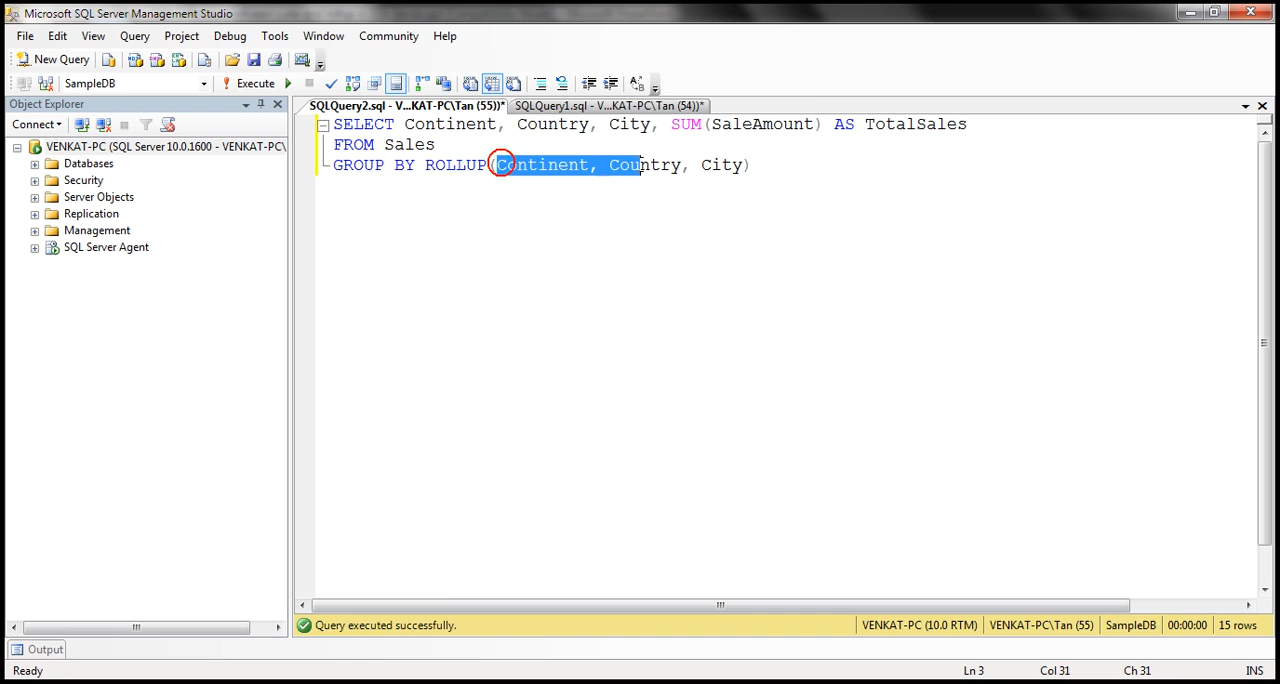 Microsoft SQL Server Management Studio
File Edit View Query Project Debug Tools Window Community Help
New Query
SampleDB Execute
Object Explorer
SQLQuery2.sql - V...KAT-PC\Tan (55))* SQLQuery1.sql - V...KAT-PC\Tan (54))*
Connect
VENKAT-PC (SQL Server 10.0.1600 - VENKAT-PC\
Databases
Security
Server Objects
Replication
Management
SQL Server Agent
SELECT Continent, Country, City, SUM(SaleAmount) AS TotalSales
FROM Sales
GROUP BY ROLLUP(Continent, Country, City)
Query executed successfully. VENKAT-PC (10.0 RTM) VENKAT-PC\Tan (55) SampleDB 00:00:00 15 rows
Output
Ready Ln 3 Col 31 Ch 31 INS